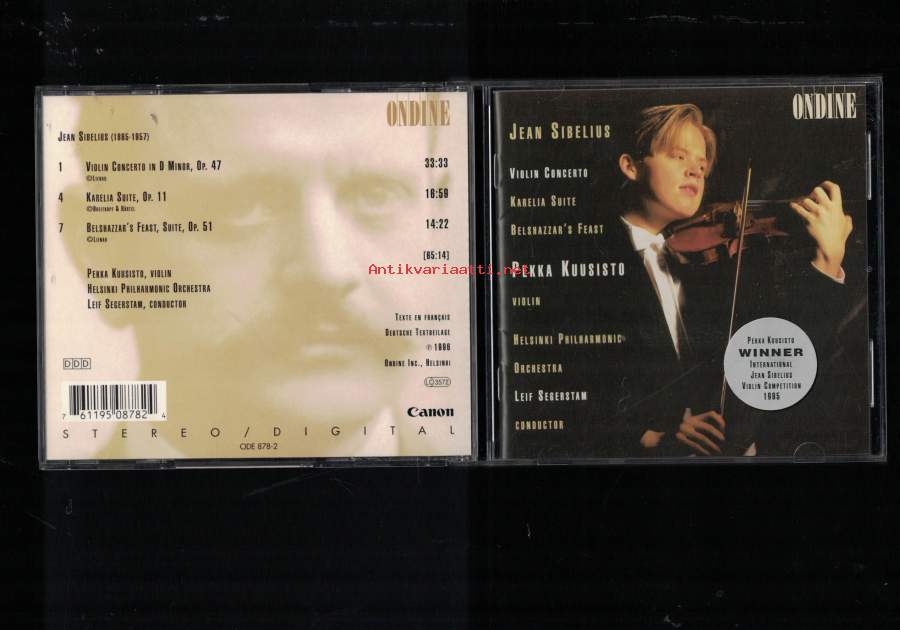 ONDINE
JEAN SIBELIUS (1865-1957)
1 VIOLIN CONCERTO IN D MINOR, OP. 47 33:33
©LIENAU
4 KARELIA SUITE, OP. 11 16:59
©BREITKOPF & HÄRTEL
7 BELSHAZZAR'S FEAST, SUITE, OP. 51 14:22
©LIENAU
[65:14]
PEKKA KUUSISTO, VIOLIN
HELSINKI PHILHARMONIC ORCHESTRA
LEIF SEGERSTAM, CONDUCTOR
TEXTE EN FRANÇAIS
DEUTSCHE TEXTBEILAGE
℗ 1996
ONDINE INC., HELSINKI
DDD
LC 3572
7 61195 08782 4
Canon
STEREO/DIGITAL
ODE 878-2
Antikvariaatti.net
ONDINE
JEAN SIBELIUS
VIOLIN CONCERTO
KARELIA SUITE
BELSHAZZAR'S FEAST
PEKKA KUUSISTO
VIOLIN
HELSINKI PHILHARMONIC
ORCHESTRA
LEIF SEGERSTAM
CONDUCTOR
PEKKA KUUSISTO
WINNER
INTERNATIONAL
JEAN SIBELIUS
VIOLIN COMPETITION
1995